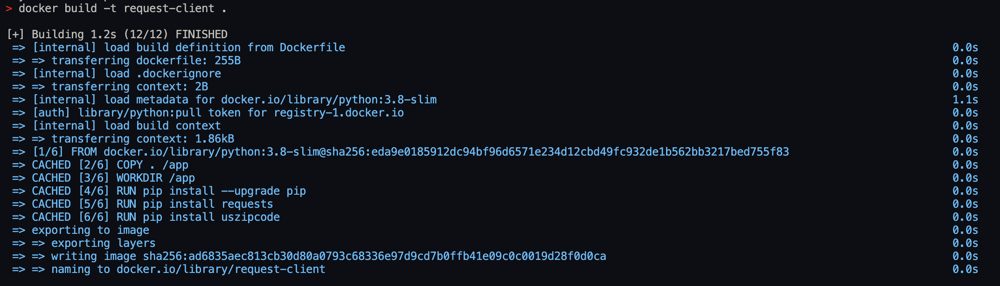 > docker build -t request-client .
[+] Building 1.2s (12/12) FINISHED
=> [internal] load build definition from Dockerfile 0.0s
=> => transferring dockerfile: 255B 0.0s
=> [internal] load .dockerignore 0.0s
=> => transferring context: 2B 0.0s
=> [internal] load metadata for docker.io/library/python:3.8-slim 1.1s
=> [auth] library/python:pull token for registry-1.docker.io 0.0s
=> [internal] load build context 0.0s
=> => transferring context: 1.86kB 0.0s
=> [1/6] FROM docker.io/library/python:3.8-slim@sha256:eda9e0185912dc94bf96d6571e234d12cbd49fc932de1b562bb3217bed755f83 0.0s
=> CACHED [2/6] COPY . /app 0.0s
=> CACHED [3/6] WORKDIR /app 0.0s
=> CACHED [4/6] RUN pip install --upgrade pip 0.0s
=> CACHED [5/6] RUN pip install requests 0.0s
=> CACHED [6/6] RUN pip install uszipcode 0.0s
=> exporting to image 0.0s
=> => exporting layers 0.0s
=> => writing image sha256:ad6835aec813cb30d80a0793c68336e97d9cd7b0ffb41e09c0c0019d28f0d0ca 0.0s
=> => naming to docker.io/library/request-client 0.0s